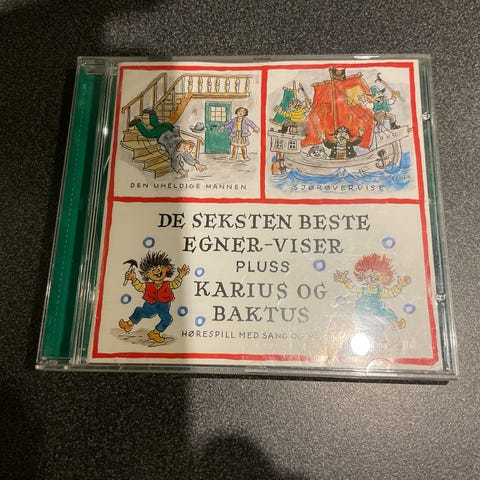 DEN UHELDIGE MANNEN
SJØRØVERVISE
DE SEKSTEN BESTE
EGNER-VISER
PLUSS
KARIUS OG
BAKTUS
HØRESPILL MED SANG OG